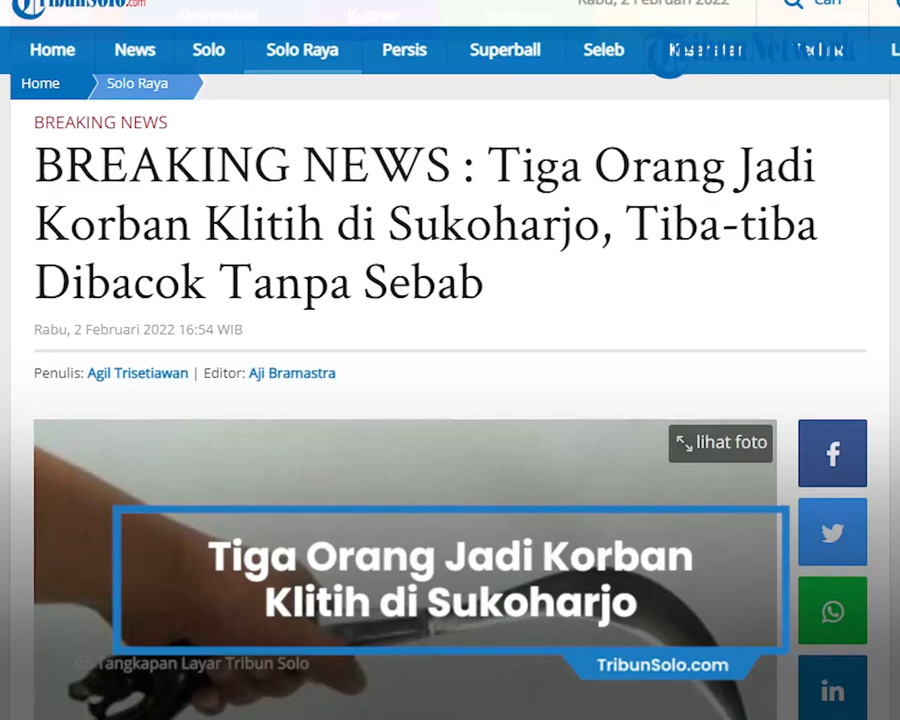 TribunSolo.com
Rabu, 2 Februari 2022
Cari
Home News Solo Solo Raya Persis Superball Seleb Kesehatan
TribunNetwork
Home Solo Raya
BREAKING NEWS
BREAKING NEWS : Tiga Orang Jadi
Korban Klitih di Sukoharjo, Tiba-tiba
Dibacok Tanpa Sebab
Rabu, 2 Februari 2022 16:54 WIB
Penulis: Agil Trisetiawan | Editor: Aji Bramastra
lihat foto
Tiga Orang Jadi Korban
Klitih di Sukoharjo
Tangkapan Layar Tribun Solo
TribunSolo.com